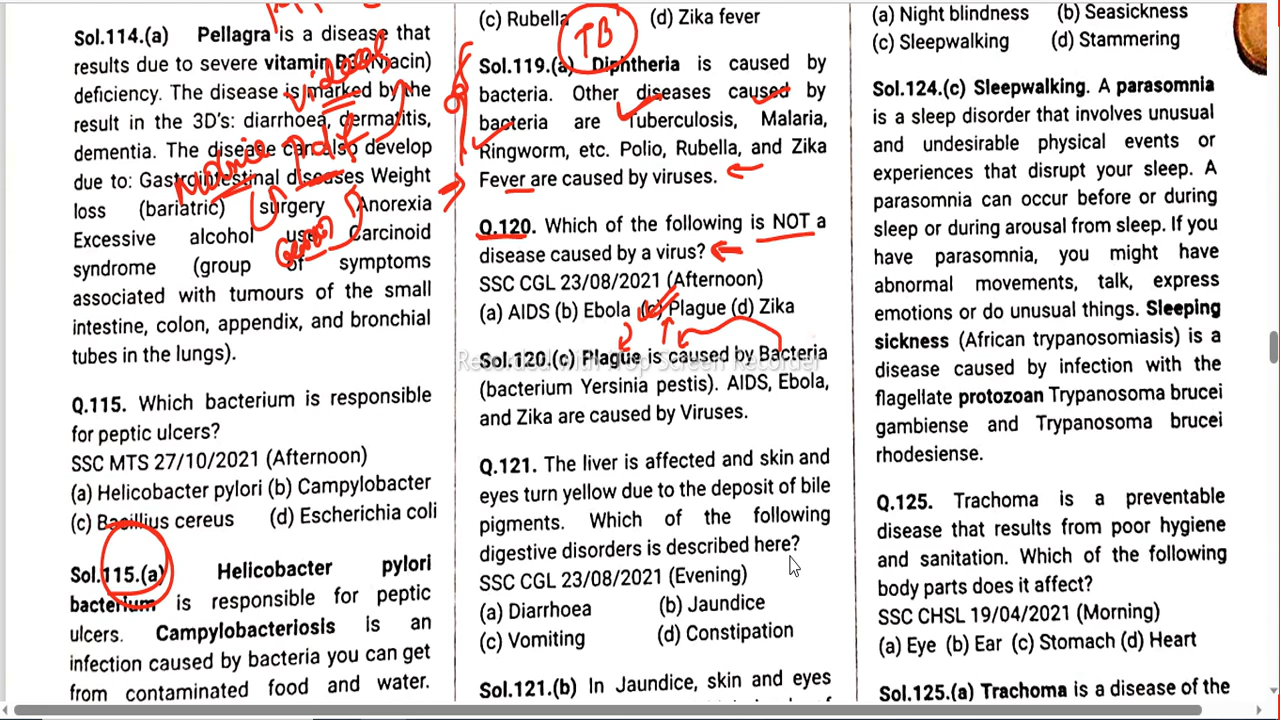 Sol.114.(a) Pellagra is a disease that
results due to severe vitamin B3 (Niacin)
deficiency. The disease is marked by the
result in the 3D's: diarrhoea, dermatitis,
dementia. The disease can also develop
due to: Gastrointestinal diseases Weight
loss (bariatric) surgery Anorexia
Excessive alcohol use Carcinoid
syndrome (group of symptoms
associated with tumours of the small
intestine, colon, appendix, and bronchial
tubes in the lungs).
Q.115. Which bacterium is responsible
for peptic ulcers?
SSC MTS 27/10/2021 (Afternoon)
(a) Helicobacter pylori (b) Campylobacter
(c) Bacillius cereus (d) Escherichia coli
Sol.115.(a) Helicobacter pylori
bacterium is responsible for peptic
ulcers. Campylobacteriosis is an
infection caused by bacteria you can get
from contaminated food and water.
videos
pdf
(c) Rubella (d) Zika fever
TB
Sol.119.(a) Diphtheria is caused by
bacteria. Other diseases caused by
bacteria are Tuberculosis, Malaria,
Ringworm, etc. Polio, Rubella, and Zika
Fever are caused by viruses.
Q.120. Which of the following is NOT a
disease caused by a virus?
SSC CGL 23/08/2021 (Afternoon)
(a) AIDS (b) Ebola (c) Plague (d) Zika
Sol.120.(c) Plague is caused by Bacteria
Recorded with iTop Screen Recorder
(bacterium Yersinia pestis). AIDS, Ebola,
and Zika are caused by Viruses.
Q.121. The liver is affected and skin and
eyes turn yellow due to the deposit of bile
pigments. Which of the following
digestive disorders is described here?
SSC CGL 23/08/2021 (Evening)
(a) Diarrhoea (b) Jaundice
(c) Vomiting (d) Constipation
Sol.121.(b) In Jaundice, skin and eyes
(a) Night blindness (b) Seasickness
(c) Sleepwalking (d) Stammering
Sol.124.(c) Sleepwalking. A parasomnia
is a sleep disorder that involves unusual
and undesirable physical events or
experiences that disrupt your sleep. A
parasomnia can occur before or during
sleep or during arousal from sleep. If you
have parasomnia, you might have
abnormal movements, talk, express
emotions or do unusual things. Sleeping
sickness (African trypanosomiasis) is a
disease caused by infection with the
flagellate protozoan Trypanosoma brucei
gambiense and Trypanosoma brucei
rhodesiense.
Q.125. Trachoma is a preventable
disease that results from poor hygiene
and sanitation. Which of the following
body parts does it affect?
SSC CHSL 19/04/2021 (Morning)
(a) Eye (b) Ear (c) Stomach (d) Heart
Sol.125.(a) Trachoma is a disease of the